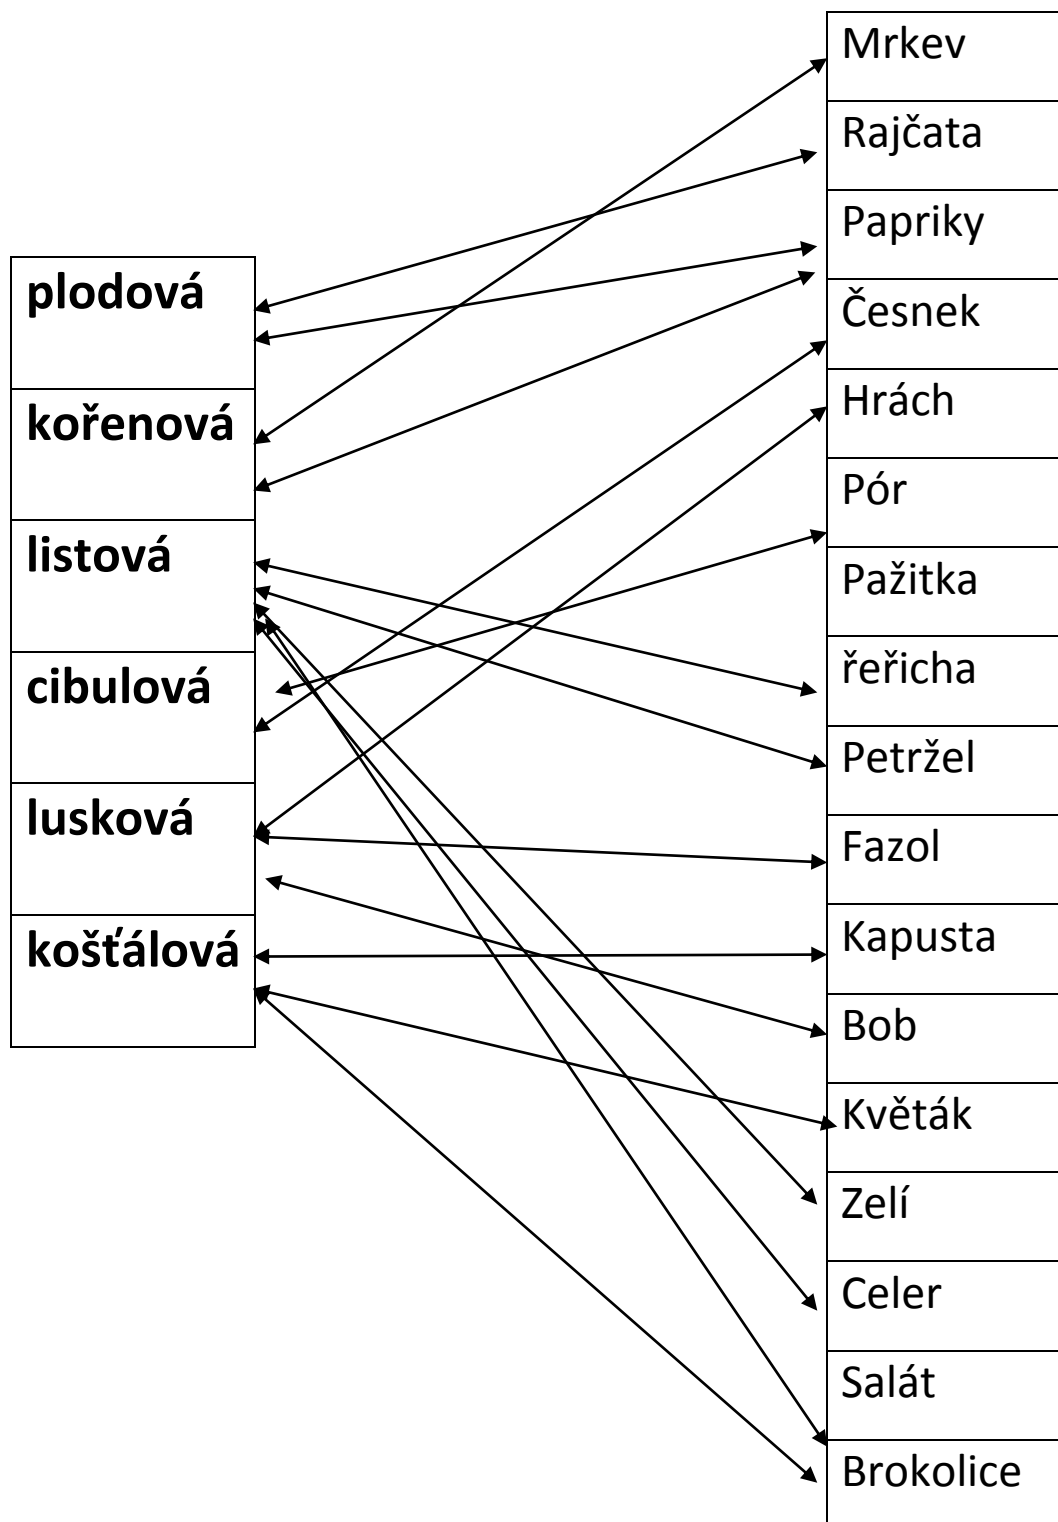 plodová
kořenová
listová
cibulová
lusková
košťálová
Mrkev
Rajčata
Papriky
Česnek
Hrách
Pór
Pažitka
řeřicha
Petržel
Fazol
Kapusta
Bob
Květák
Zelí
Celer
Salát
Brokolice